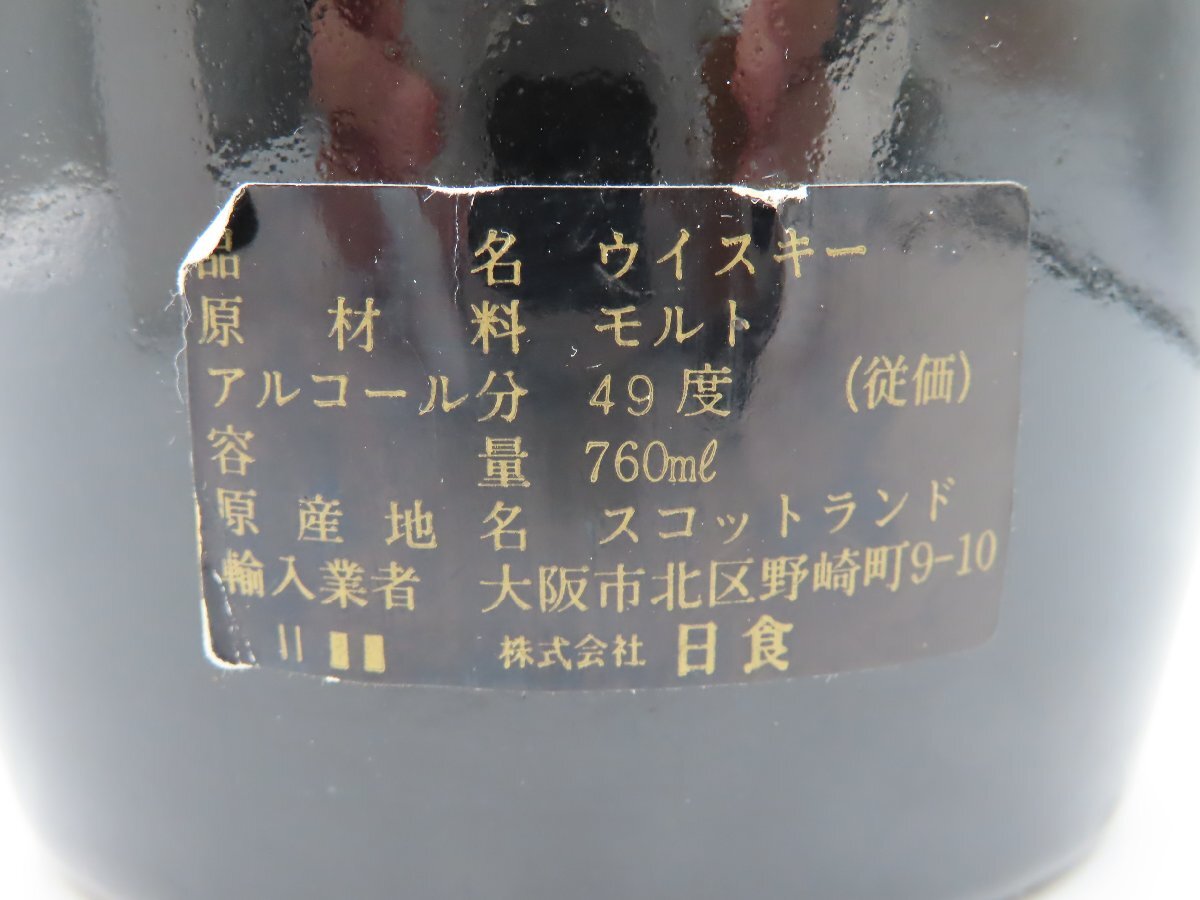 品名 ウイスキー
原材料 モルト
アルコール分 49度 (従価)
容量 760mℓ
原産地名 スコットランド
輸入業者 大阪市北区野崎町9-10
株式会社 日食